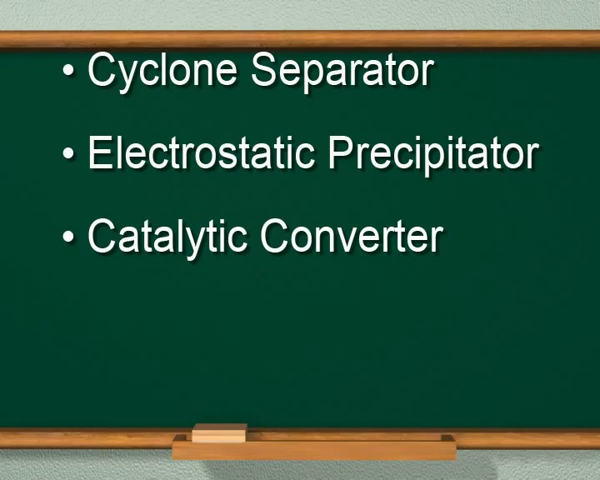 • Cyclone Separator
• Electrostatic Precipitator
• Catalytic Converter